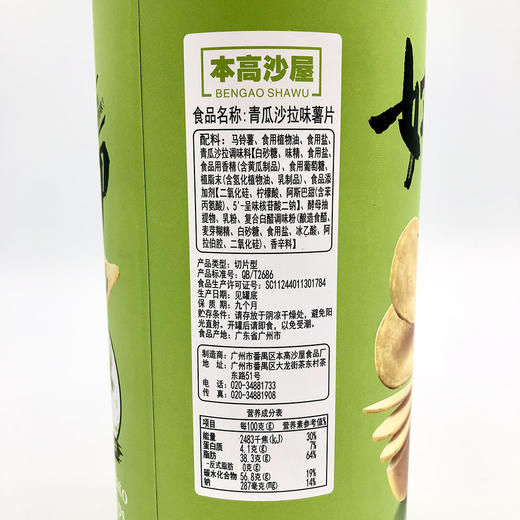 本高沙屋
BENGAO SHAWU
食品名称:青瓜沙拉味薯片
配料:马铃薯、食用植物油、食用盐、
青瓜沙拉调味料【白砂糖、味精、食用盐、
食品用香精(含黄瓜制品)、食用葡萄糖、
植脂末(含氢化植物油、乳制品)、食品添
加剂【二氧化硅、柠檬酸、阿斯巴甜(含苯
丙氨酸)、5'-呈味核苷酸二钠】、酵母抽
提物、乳粉、复合白醋调味粉(酿造食醋、
麦芽糊精、白砂糖、食用盐、冰乙酸、阿
拉伯胶、二氧化硅)、香辛料】
产品类型: 切片型
产品标准号: QB/T2686
食品生产许可证号: SC11244011301784
生产日期: 见罐底
保质期: 九个月
贮存条件: 请存放于阴凉干燥处, 避免阳
光直射。开罐后请即食, 以免受潮。
食品产地: 广东省广州市
制造商: 广州市番禺区本高沙屋食品厂
地址: 广州市番禺区大龙街茶东村茶
东路51号
电话: 020-34881733
传真: 020-34881908
营养成分表
项目 每100克(g) 营养素参考值%
能量 2483千焦(kJ) 30%
蛋白质 4.1克(g) 7%
脂肪 38.3克(g) 64%
-反式脂肪 0克(g)
碳水化合物 56.8克(g) 19%
钠 287毫克(mg) 14%